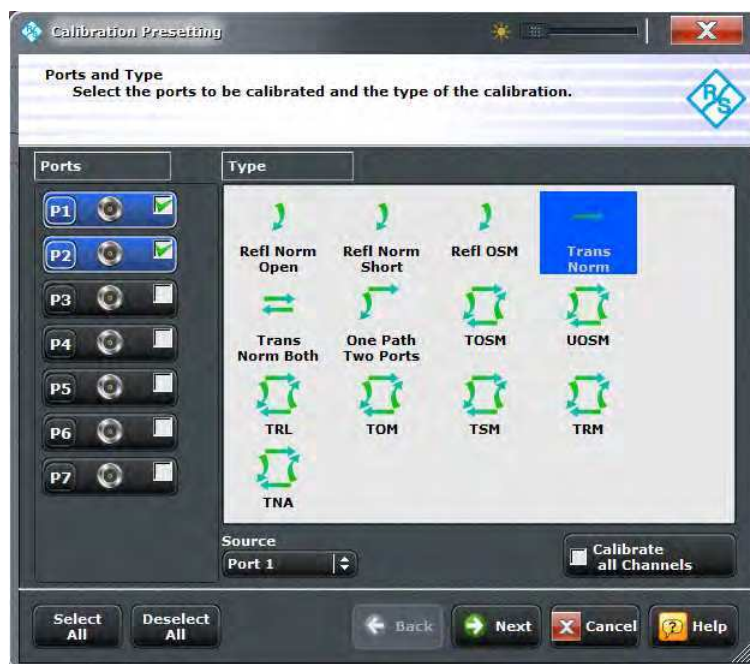 Calibration Presetting
X
Ports and Type
Select the ports to be calibrated and the type of the calibration.
R/S
Ports
Type
P1
P2
P3
P4
P5
P6
P7
Refl Norm
Open
Refl Norm
Short
Refl OSM
Trans
Norm
Trans
Norm Both
One Path
Two Ports
TOSM
UOSM
TRL
TOM
TSM
TRM
TNA
Source
Port 1
Calibrate
all Channels
Select
All
Deselect
All
Back
Next
X Cancel
? Help